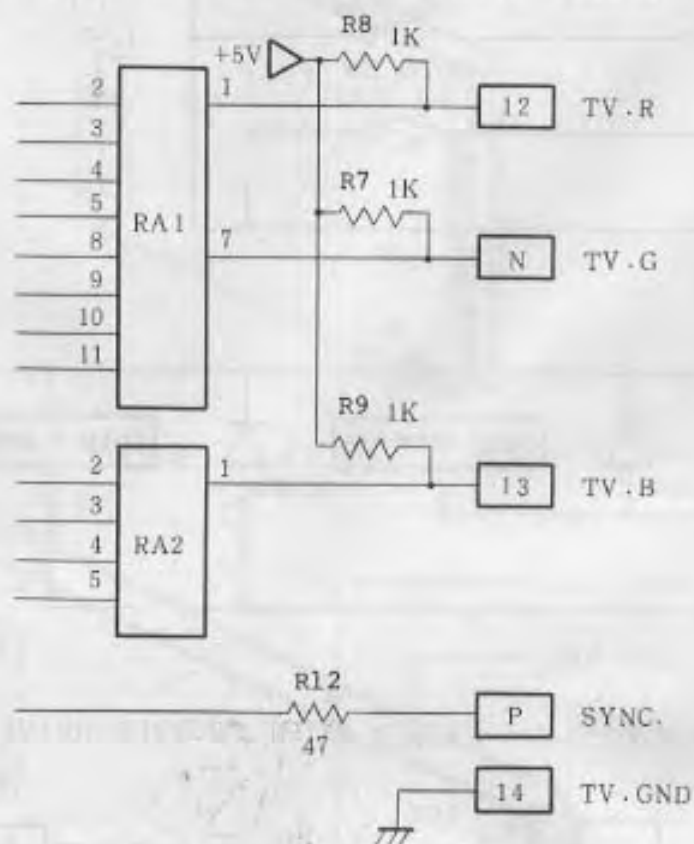 R8 1K
+5V
2 1 12 TV.R
3
4
R7 1K
5
RA1
8 7 N TV.G
9
10
11
R9 1K
2 1 13 TV.B
3
4 RA2
5
R12
P SYNC.
47
14 TV.GND